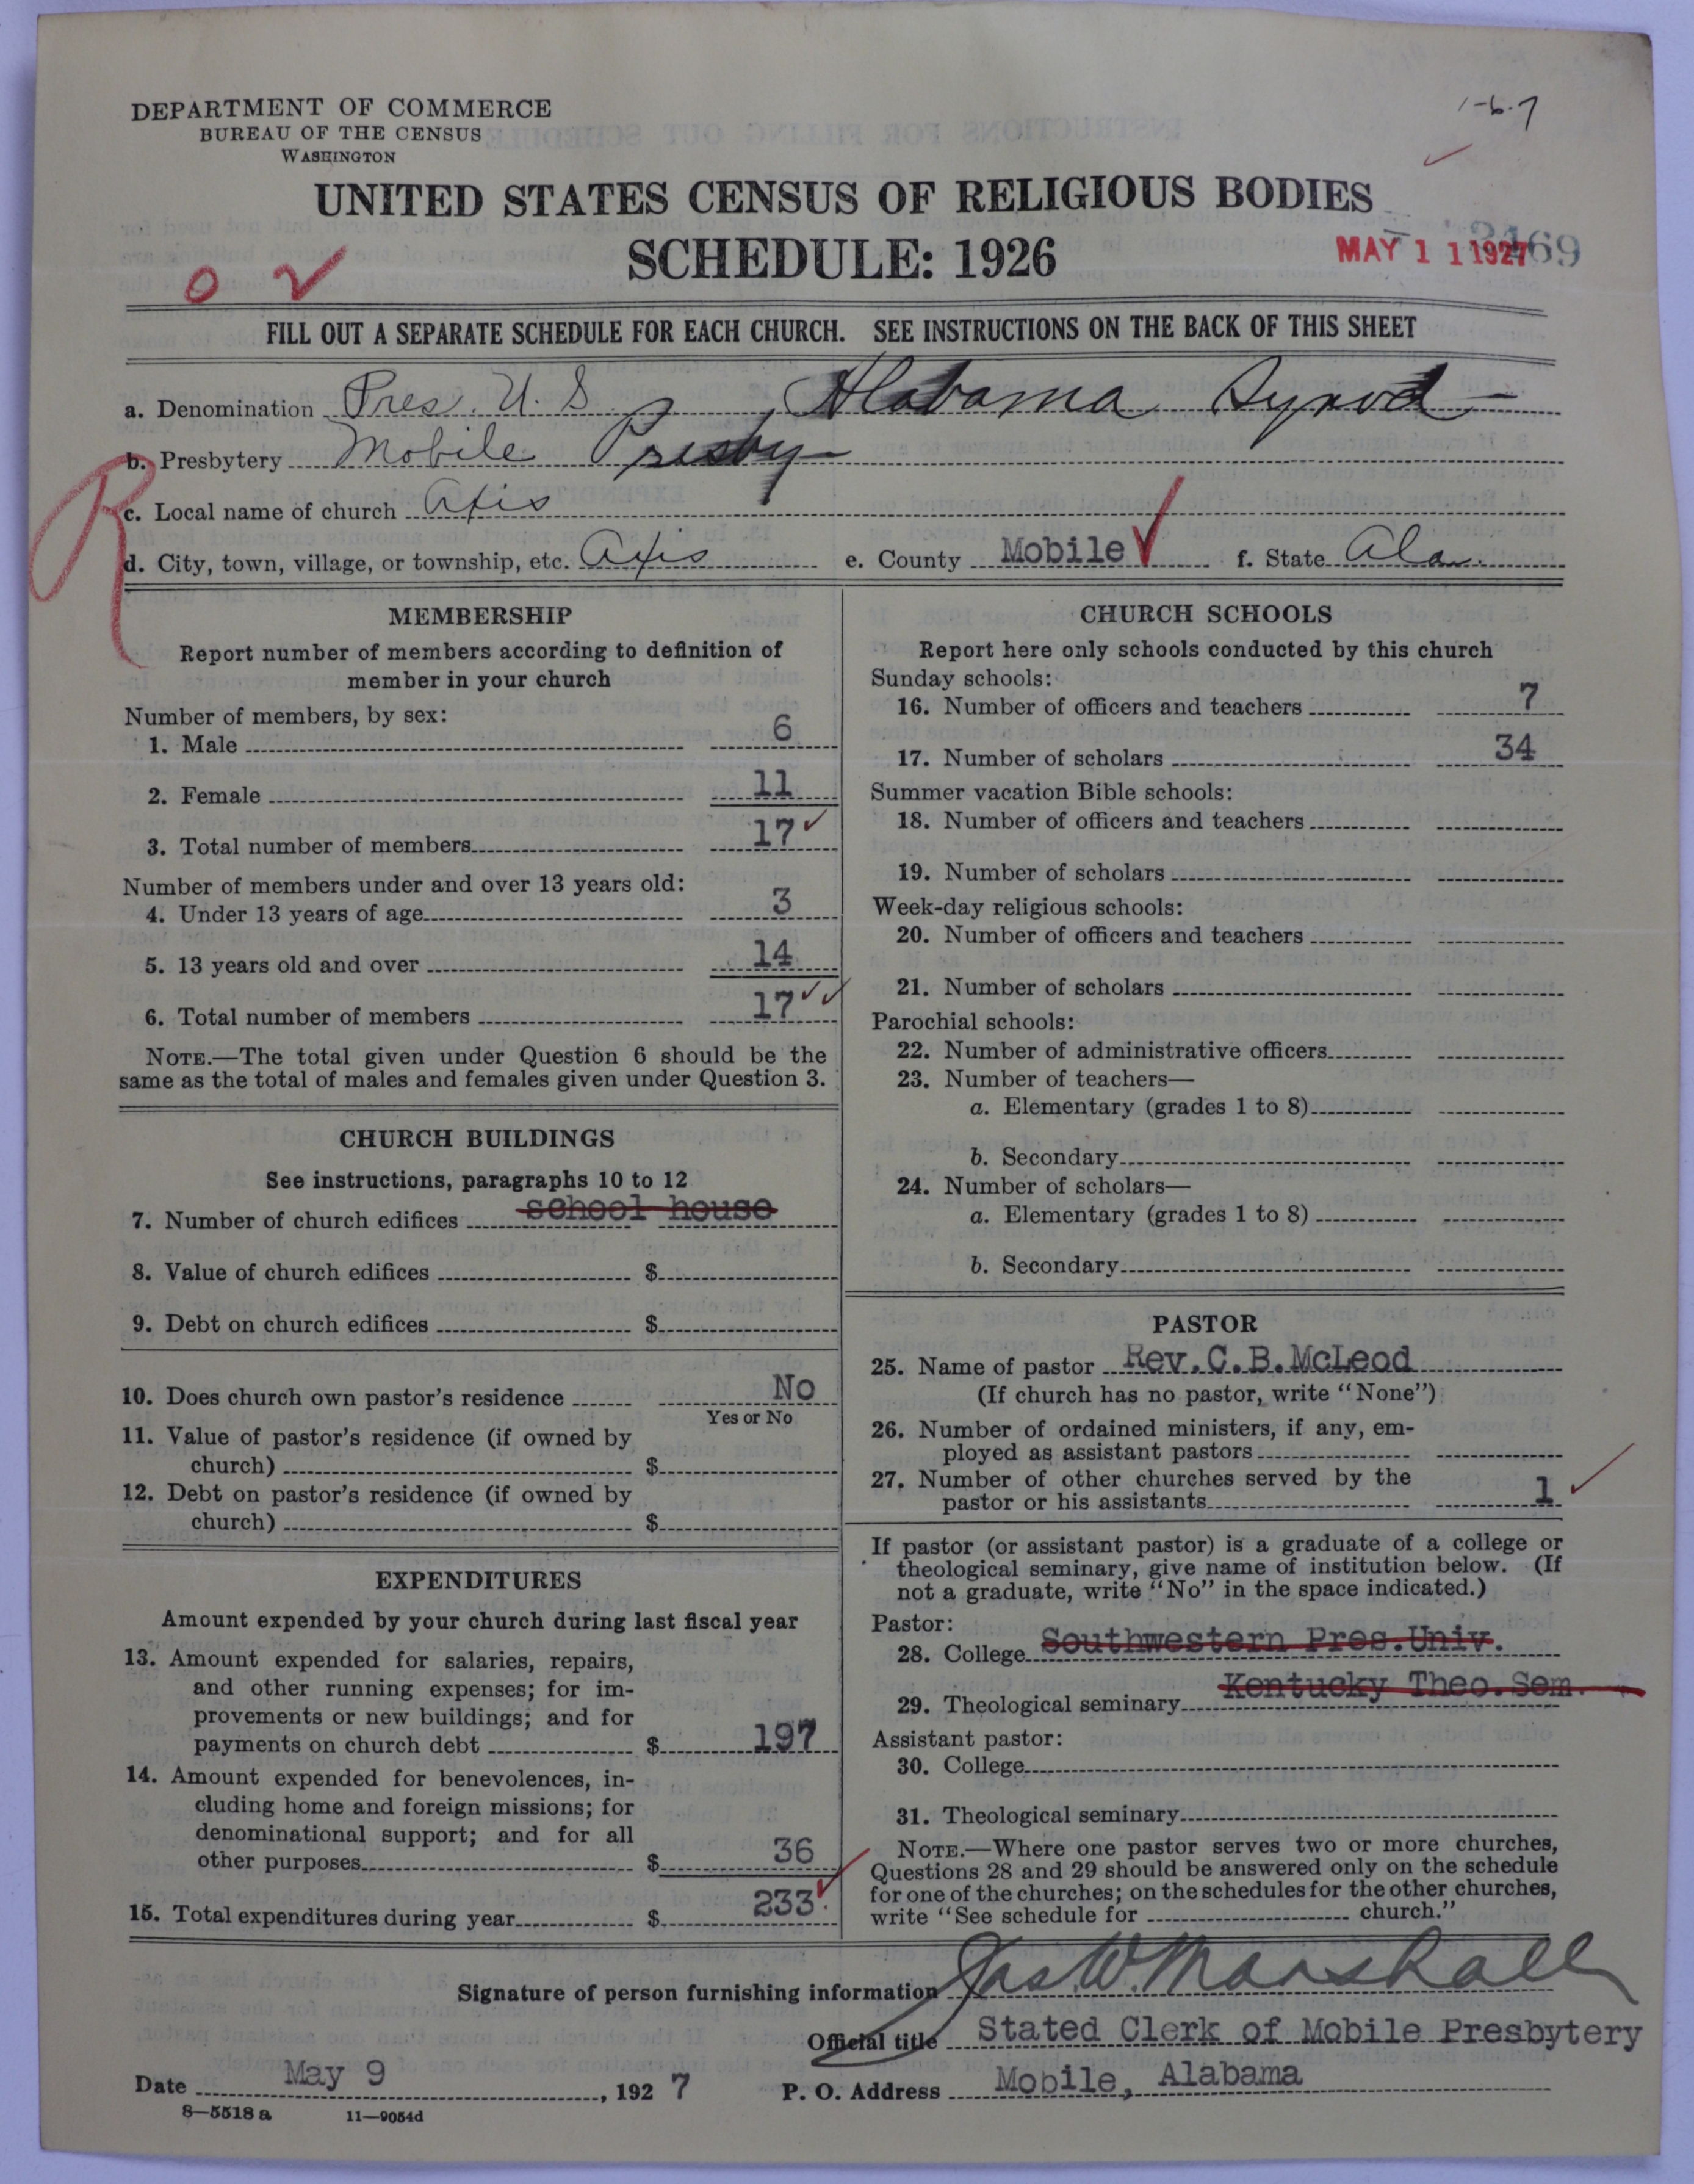 1-6-7
DEPARTMENT OF COMMERCE
BUREAU OF THE CENSUS
WASHINGTON
UNITED STATES CENSUS OF RELIGIOUS BODIES
SCHEDULE: 1926
MAY 11 1927
FILL OUT A SEPARATE SCHEDULE FOR EACH CHURCH. SEE INSTRUCTIONS ON THE BACK OF THIS SHEET
a. Denomination Pres. U.S., Alabama Synod
b. Presbytery Mobile Presby
R
c. Local name of church Axis
d. City, town, village, or township, etc. Axis e. County Mobile f. State Ala.
MEMBERSHIP
Report number of members according to definition of
member in your church
Number of members, by sex:
1. Male 6
2. Female 11
3. Total number of members 17
Number of members under and over 13 years old:
4. Under 13 years of age 3
5. 13 years old and over 14
6. Total number of members 17
NOTE.—The total given under Question 6 should be the
same as the total of males and females given under Question 3.
CHURCH BUILDINGS
See instructions, paragraphs 10 to 12
7. Number of church edifices school house
8. Value of church edifices $
9. Debt on church edifices $
10. Does church own pastor's residence No
Yes or No
11. Value of pastor's residence (if owned by
church) $
12. Debt on pastor's residence (if owned by
church) $
EXPENDITURES
Amount expended by your church during last fiscal year
13. Amount expended for salaries, repairs,
and other running expenses; for im-
provements or new buildings; and for
payments on church debt $ 197
14. Amount expended for benevolences, in-
cluding home and foreign missions; for
denominational support; and for all
other purposes $ 36
15. Total expenditures during year $ 233.
CHURCH SCHOOLS
Report here only schools conducted by this church
Sunday schools:
16. Number of officers and teachers 7
17. Number of scholars 34
Summer vacation Bible schools:
18. Number of officers and teachers
19. Number of scholars
Week-day religious schools:
20. Number of officers and teachers
21. Number of scholars
Parochial schools:
22. Number of administrative officers
23. Number of teachers—
a. Elementary (grades 1 to 8)
b. Secondary
24. Number of scholars—
a. Elementary (grades 1 to 8)
b. Secondary
PASTOR
25. Name of pastor Rev. C. B. McLeod
(If church has no pastor, write "None")
26. Number of ordained ministers, if any, em-
ployed as assistant pastors
27. Number of other churches served by the
pastor or his assistants 1
If pastor (or assistant pastor) is a graduate of a college or
theological seminary, give name of institution below. (If
not a graduate, write "No" in the space indicated.)
Pastor:
28. College Southwestern Pres. Univ.
29. Theological seminary Kentucky Theo. Sem.
Assistant pastor:
30. College
31. Theological seminary
NOTE.—Where one pastor serves two or more churches,
Questions 28 and 29 should be answered only on the schedule
for one of the churches; on the schedules for the other churches,
write "See schedule for church."
Signature of person furnishing information Jas. W. Marshall
Official title Stated Clerk of Mobile Presbytery
Date May 9, 1927 P. O. Address Mobile, Alabama
8—5518 a 11—9054d